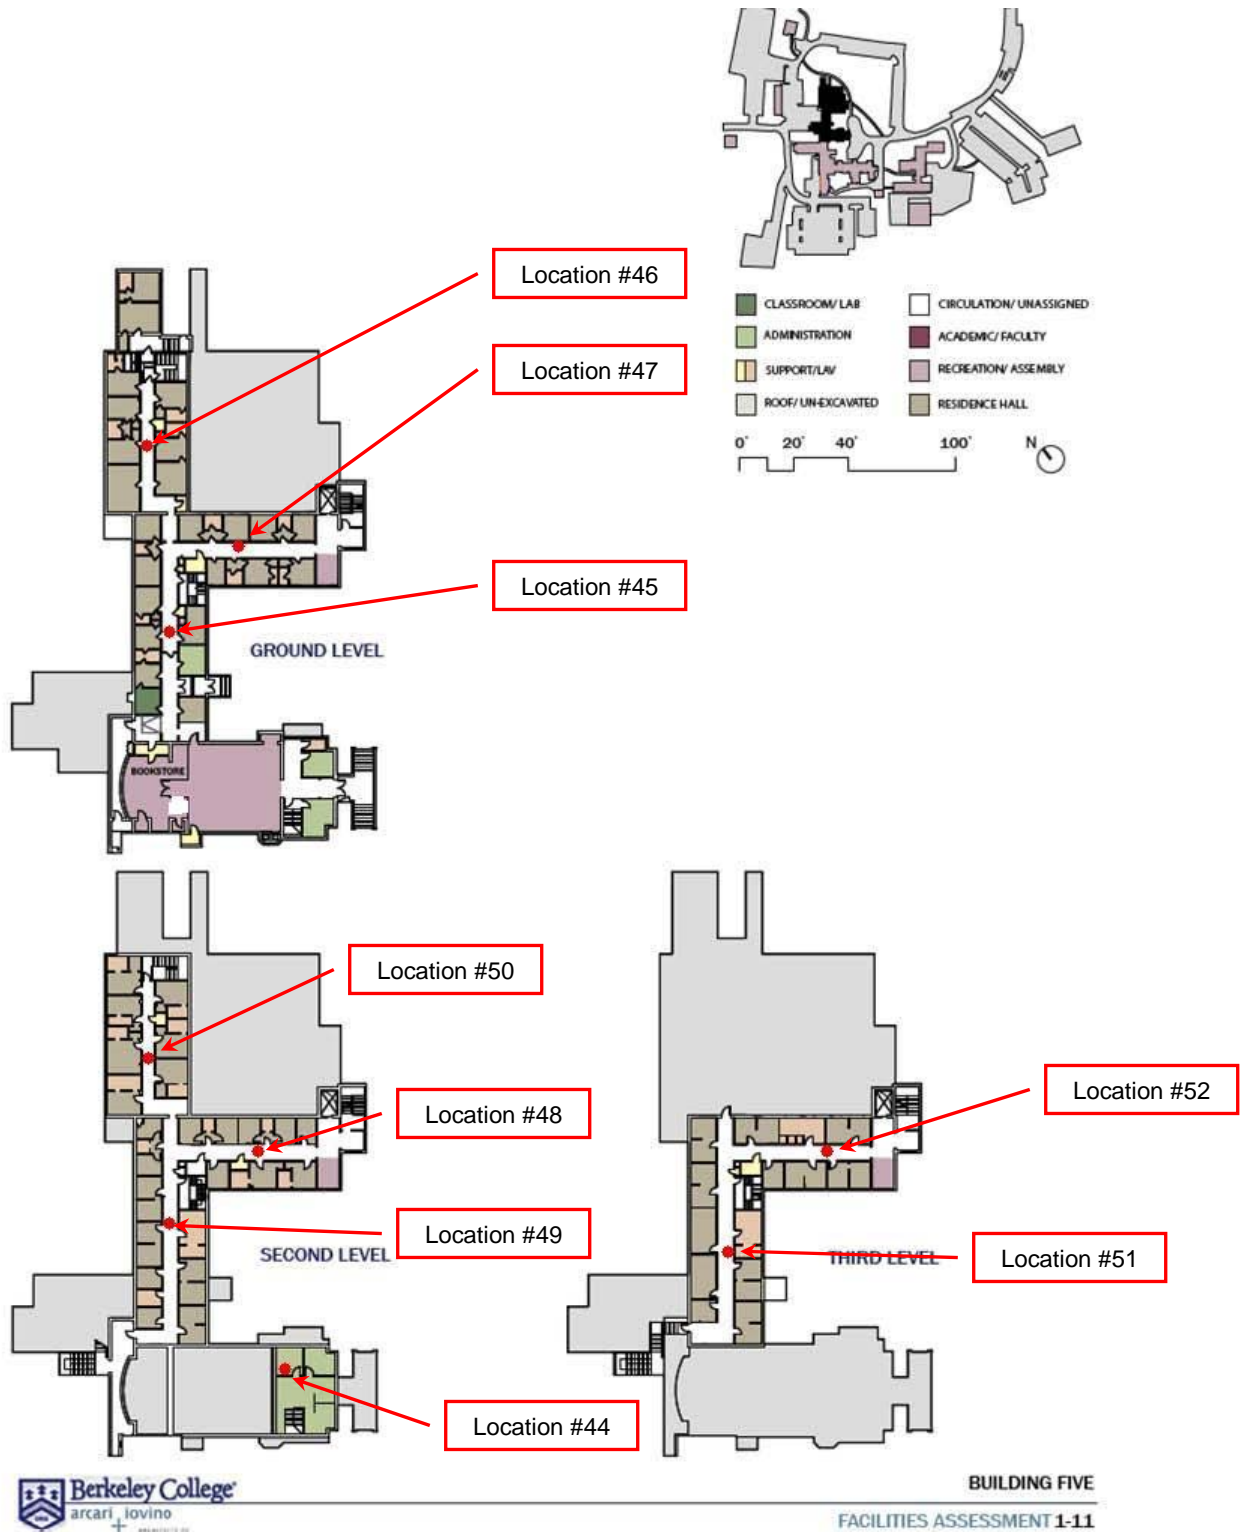 Location #46
Location #47
Location #45
CLASSROOM/ LAB
CIRCULATION/ UNASSIGNED
ADMINISTRATION
ACADEMIC/ FACULTY
SUPPORT/LAV
RECREATION/ ASSEMBLY
ROOF/ UN-EXCAVATED
RESIDENCE HALL
0' 20' 40' 100' N
GROUND LEVEL
BOOKSTORE
Location #50
Location #48
Location #49
SECOND LEVEL
Location #44
Location #52
THIRD LEVEL
Location #51
Berkeley College
arcari iovino
+
BUILDING FIVE
FACILITIES ASSESSMENT 1-11